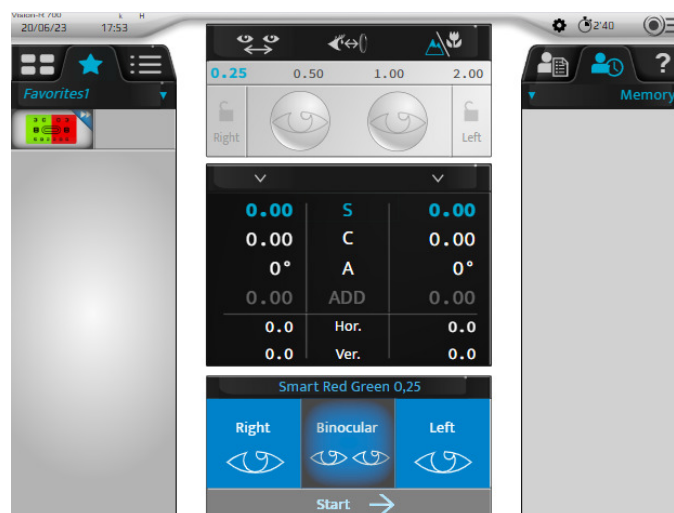 Vision-R 700
20/06/23 17:53
2'40
Favorites1
Memory
?
0.25 0.50 1.00 2.00
Right Left
0.00 S 0.00
0.00 C 0.00
0° A 0°
0.00 ADD 0.00
0.0 Hor. 0.0
0.0 Ver. 0.0
Smart Red Green 0,25
Right Binocular Left
Start